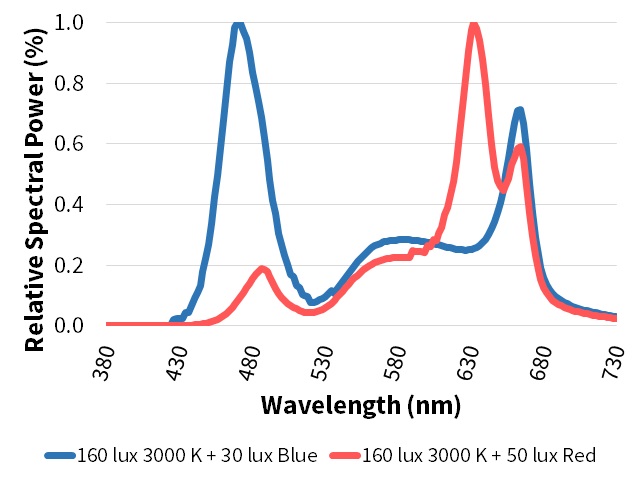 Relative Spectral Power (%)
1.0
0.8
0.6
0.4
0.2
0.0
380 430 480 530 580 630 680 730
Wavelength (nm)
160 lux 3000 K + 30 lux Blue 160 lux 3000 K + 50 lux Red